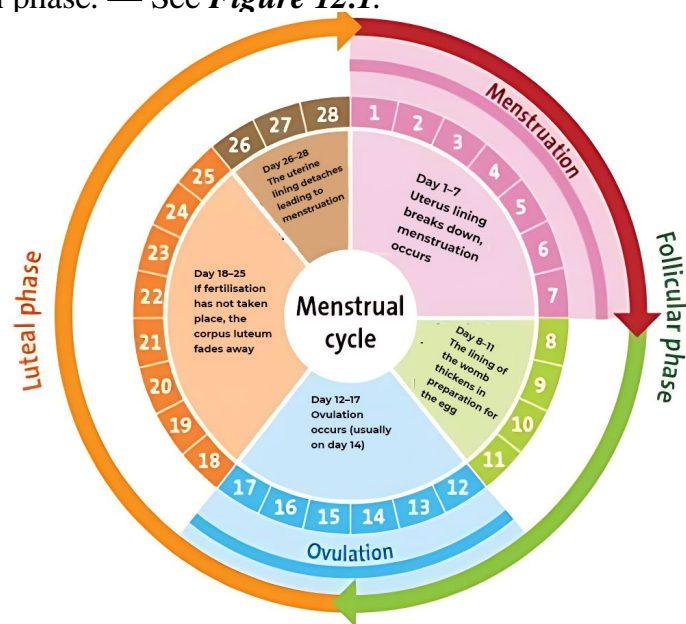 phase. — See Figure 12.1.
Menstruation
Follicular phase
Luteal phase
Ovulation
1
2
3
4
5
6
7
8
9
10
11
12
13
14
15
16
17
18
19
20
21
22
23
24
25
26
27
28
Day 1–7
Uterus lining
breaks down,
menstruation
occurs
Day 8-11
The lining of
the womb
thickens in
preparation for
the egg
Day 12–17
Ovulation
occurs (usually
on day 14)
Day 18–25
If fertilisation
has not taken
place, the
corpus luteum
fades away
Day 26-28
The uterine
lining detaches
leading to
menstruation
Menstrual
cycle